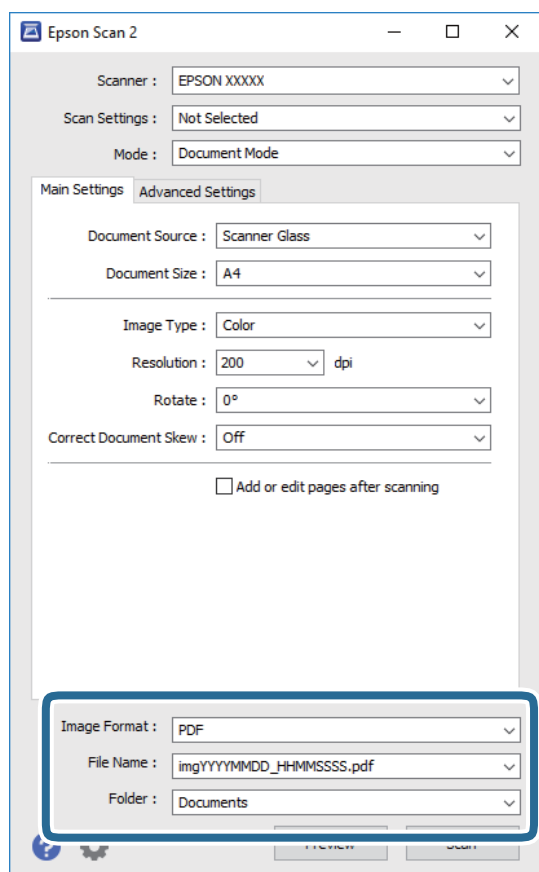 Epson Scan 2
Scanner : EPSON XXXXX
Scan Settings : Not Selected
Mode : Document Mode
Main Settings Advanced Settings
Document Source : Scanner Glass
Document Size : A4
Image Type : Color
Resolution : 200 dpi
Rotate : 0°
Correct Document Skew : Off
Add or edit pages after scanning
Image Format : PDF
File Name : imgYYYYMMDD_HHMMSSSS.pdf
Folder : Documents
? Preview Scan